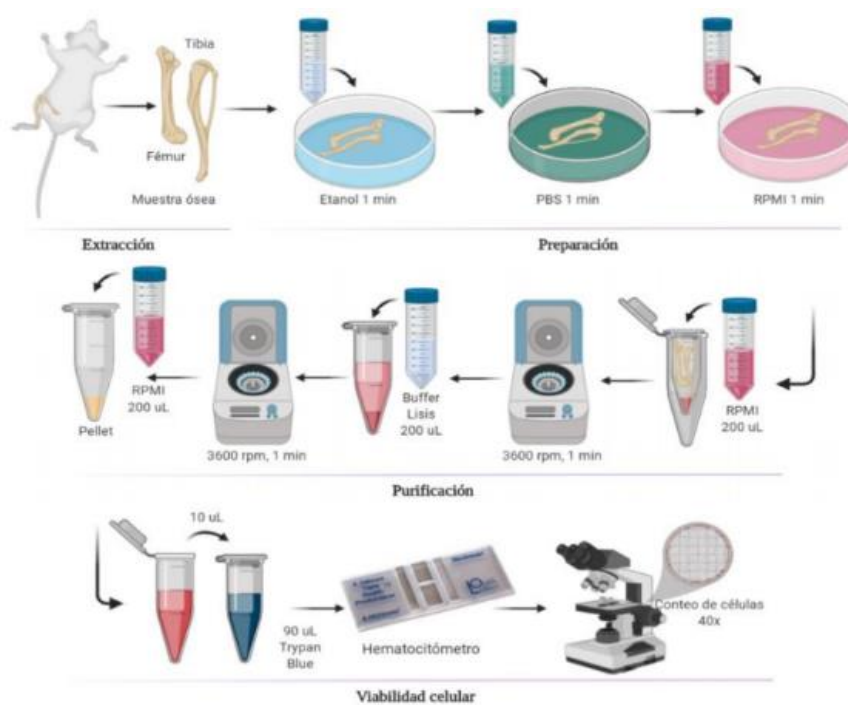 Tibia
Fémur
Muestra ósea
Etanol 1 min
PBS 1 min
RPMI 1 min
Extracción
Preparación
Pellet
RPMI
200 uL
3600 rpm, 1 min
Buffer
Lisis
200 uL
3600 rpm, 1 min
RPMI
200 uL
Purificación
10 uL
90 uL
Trypan
Blue
Hematocitómetro
Conteo de células
40x
Viabilidad celular